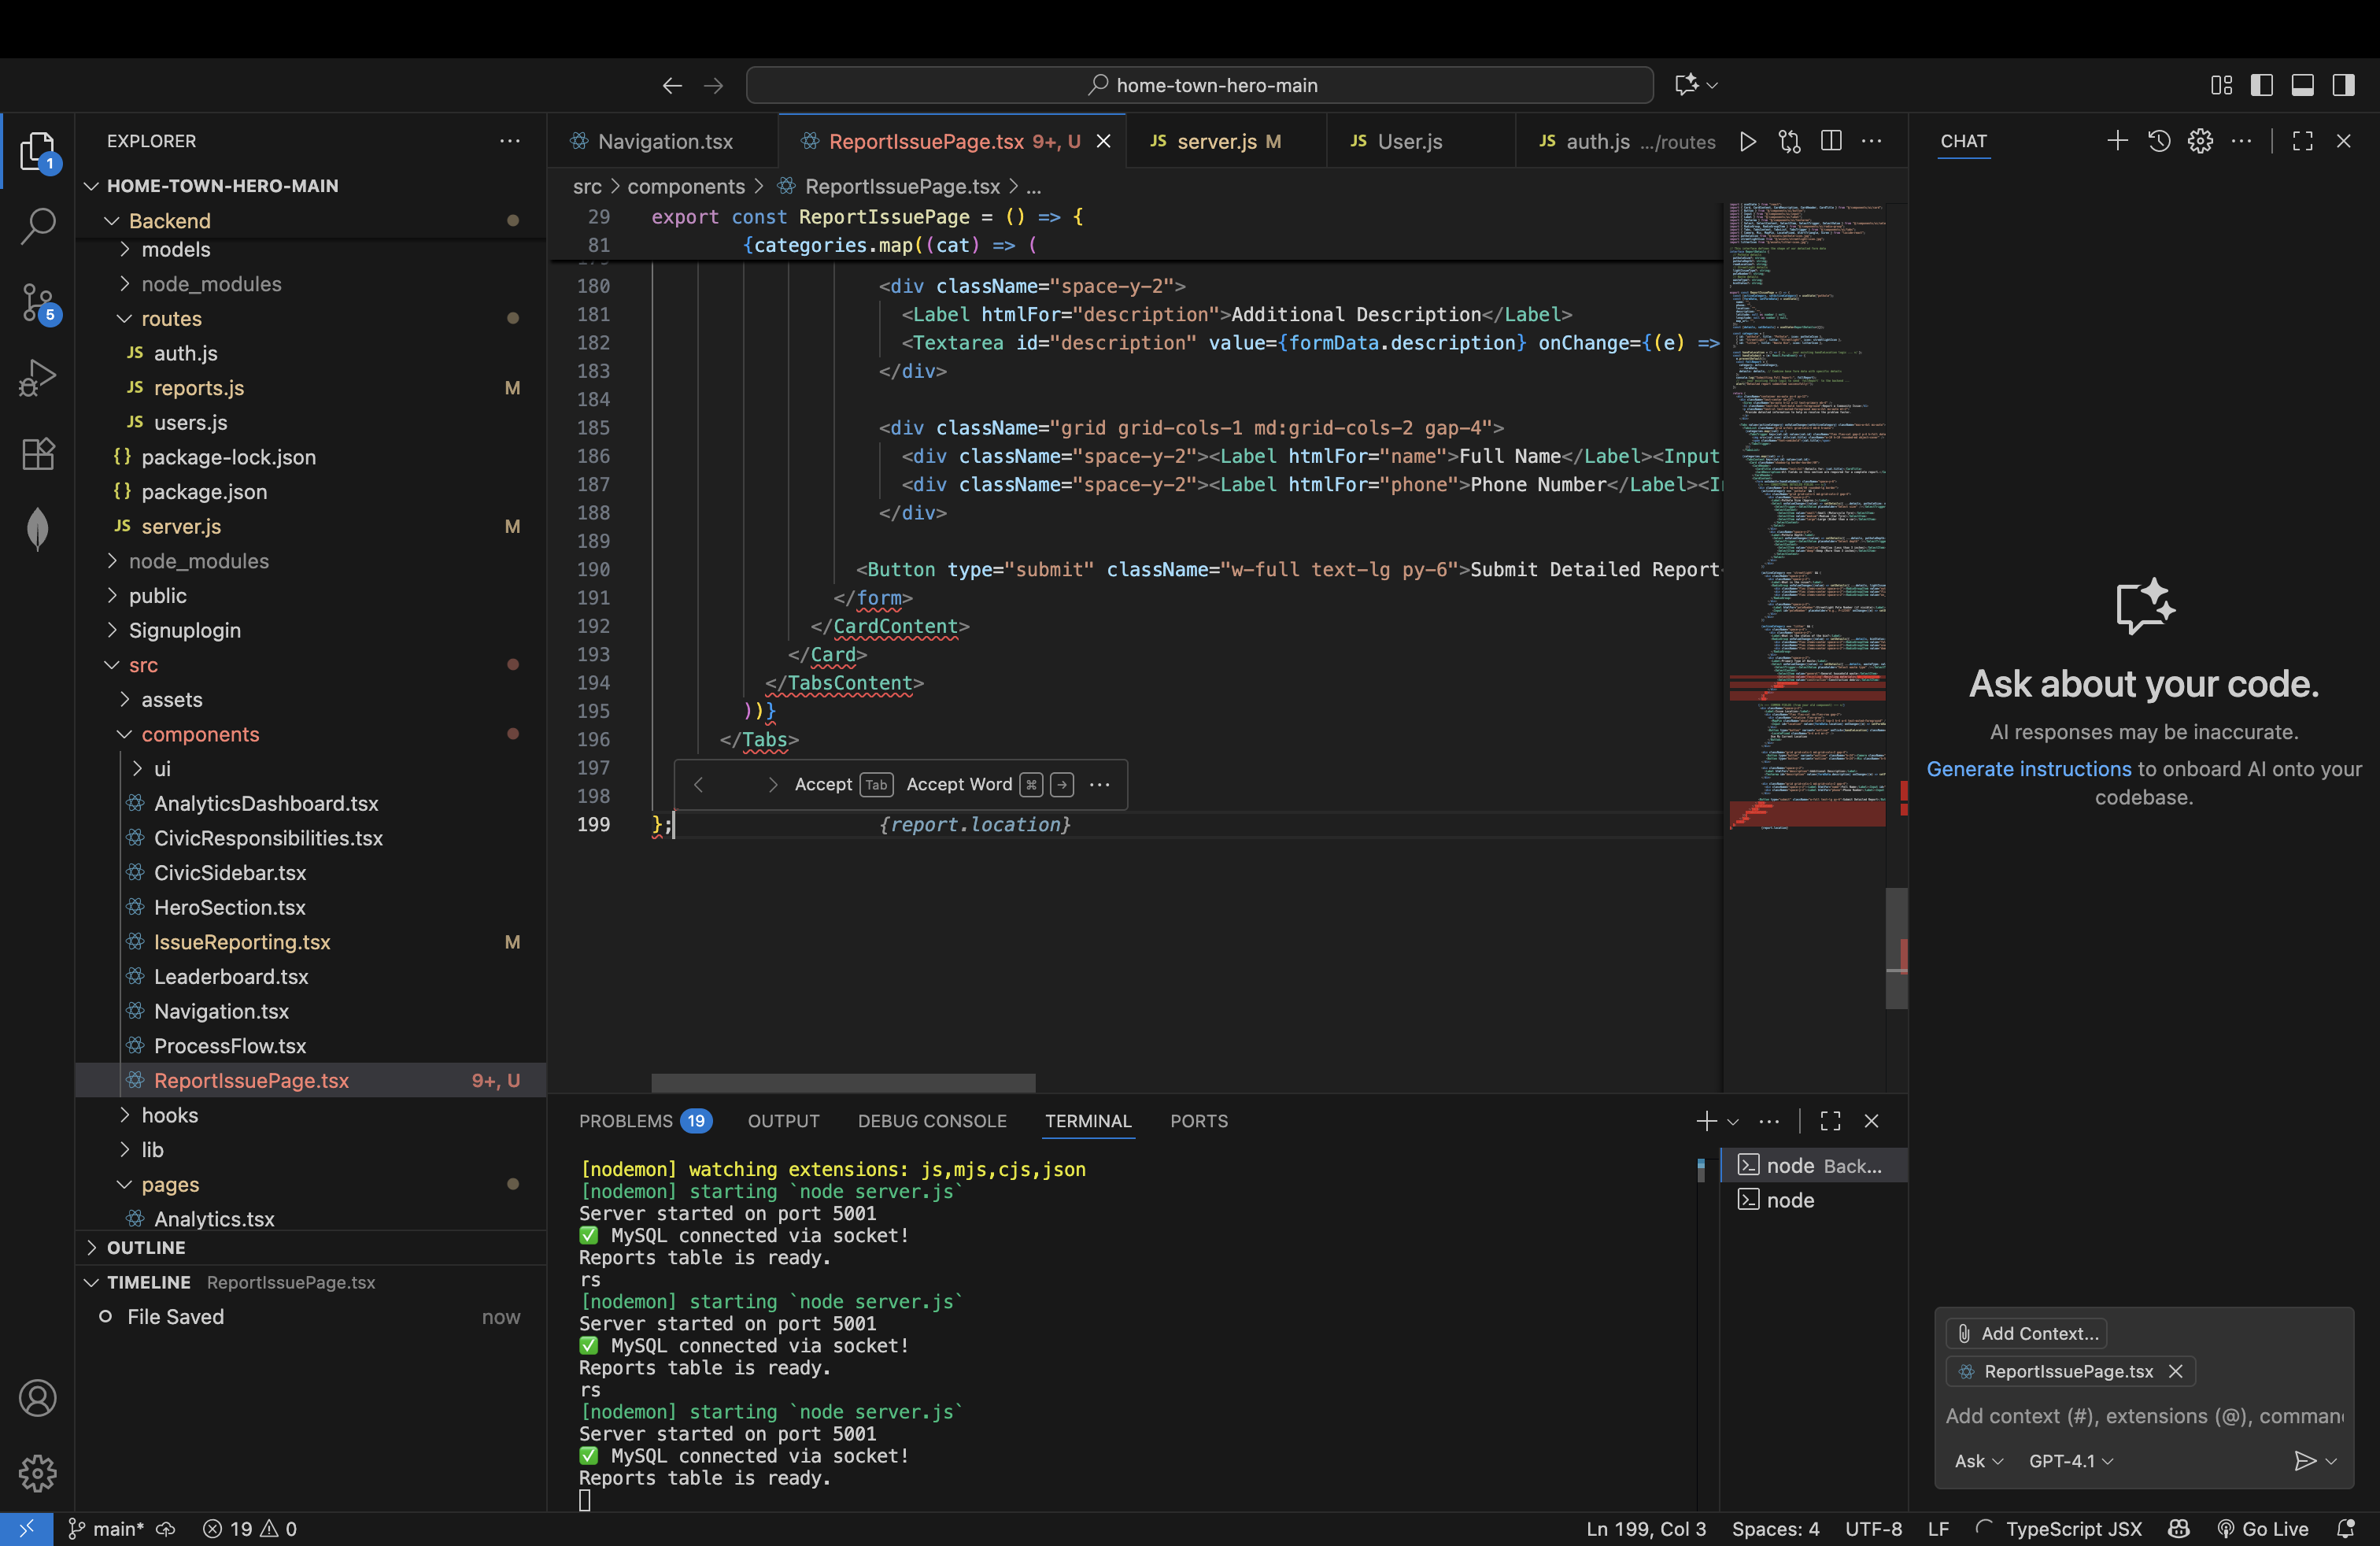 home-town-hero-main
EXPLORER
HOME-TOWN-HERO-MAIN
Backend
models
node_modules
routes
JS auth.js
JS reports.js M
JS users.js
{} package-lock.json
{} package.json
JS server.js M
node_modules
public
Signuplogin
src
assets
components
ui
AnalyticsDashboard.tsx
CivicResponsibilities.tsx
CivicSidebar.tsx
HeroSection.tsx
IssueReporting.tsx M
Leaderboard.tsx
Navigation.tsx
ProcessFlow.tsx
ReportIssuePage.tsx 9+, U
hooks
lib
pages
Analytics.tsx
OUTLINE
TIMELINE ReportIssuePage.tsx
File Saved now
1
5
Navigation.tsx
ReportIssuePage.tsx 9+, U
JS server.js M
JS User.js
JS auth.js .../routes
src > components > ReportIssuePage.tsx > ...
29 export const ReportIssuePage = () => {
81 {categories.map((cat) => (
180 <div className="space-y-2">
181 <Label htmlFor="description">Additional Description</Label>
182 <Textarea id="description" value={formData.description} onChange={(e) =>
183 </div>
184
185 <div className="grid grid-cols-1 md:grid-cols-2 gap-4">
186 <div className="space-y-2"><Label htmlFor="name">Full Name</Label><Input
187 <div className="space-y-2"><Label htmlFor="phone">Phone Number</Label><I
188 </div>
189
190 <Button type="submit" className="w-full text-lg py-6">Submit Detailed Report
191 </form>
192 </CardContent>
193 </Card>
194 </TabsContent>
195 ))}
196 </Tabs>
197
Accept Tab Accept Word ⌘ → ...
198
199 }; {report.location}
PROBLEMS 19 OUTPUT DEBUG CONSOLE TERMINAL PORTS
[nodemon] watching extensions: js,mjs,cjs,json
[nodemon] starting `node server.js`
Server started on port 5001
✅ MySQL connected via socket!
Reports table is ready.
rs
[nodemon] starting `node server.js`
Server started on port 5001
✅ MySQL connected via socket!
Reports table is ready.
rs
[nodemon] starting `node server.js`
Server started on port 5001
✅ MySQL connected via socket!
Reports table is ready.
node Back...
node
CHAT
Ask about your code.
AI responses may be inaccurate.
Generate instructions to onboard AI onto your
codebase.
Add Context...
ReportIssuePage.tsx
Add context (#), extensions (@), comman
Ask GPT-4.1
main* 19 0
Ln 199, Col 3 Spaces: 4 UTF-8 LF TypeScript JSX Go Live